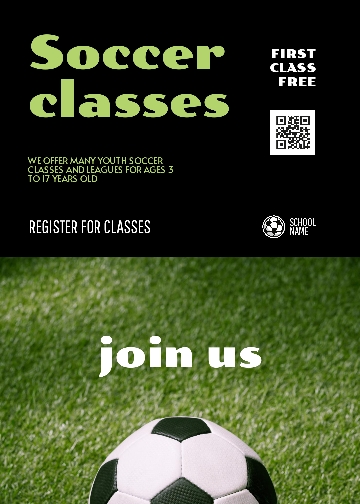 Soccer
classes
FIRST
CLASS
FREE
WE OFFER MANY YOUTH SOCCER
CLASSES AND LEAGUES FOR AGES 3
TO 17 YEARS OLD
REGISTER FOR CLASSES
SCHOOL
NAME
join us